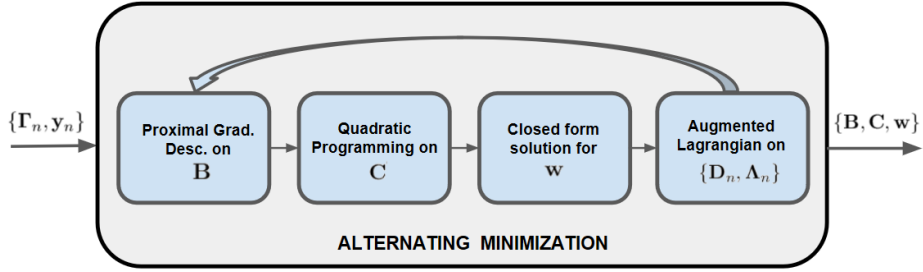 {Γₙ, yₙ}
Proximal Grad.
Desc. on
B
Quadratic
Programming on
C
Closed form
solution for
w
Augmented
Lagrangian on
{Dₙ, Λₙ}
{B, C, w}
ALTERNATING MINIMIZATION